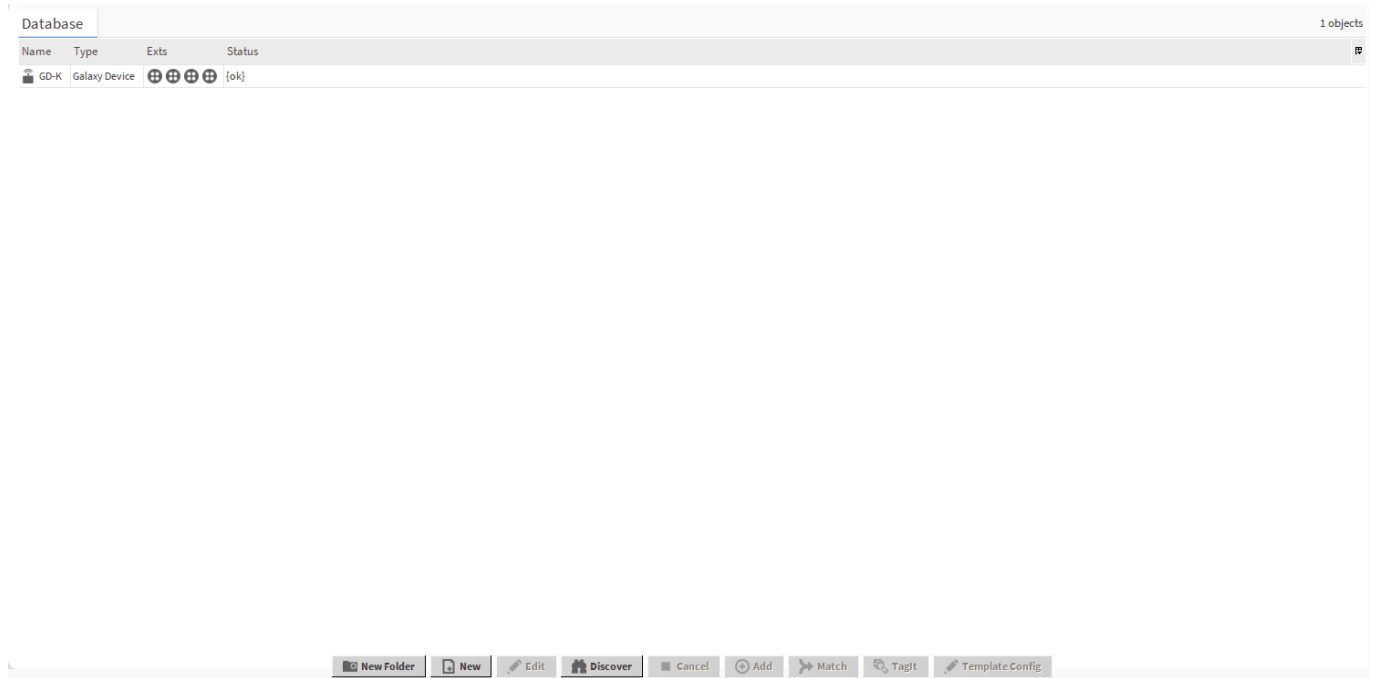 Database 1 objects
Name Type Exts Status
GD-K Galaxy Device {ok}
New Folder New Edit Discover Cancel Add Match TagIt Template Config